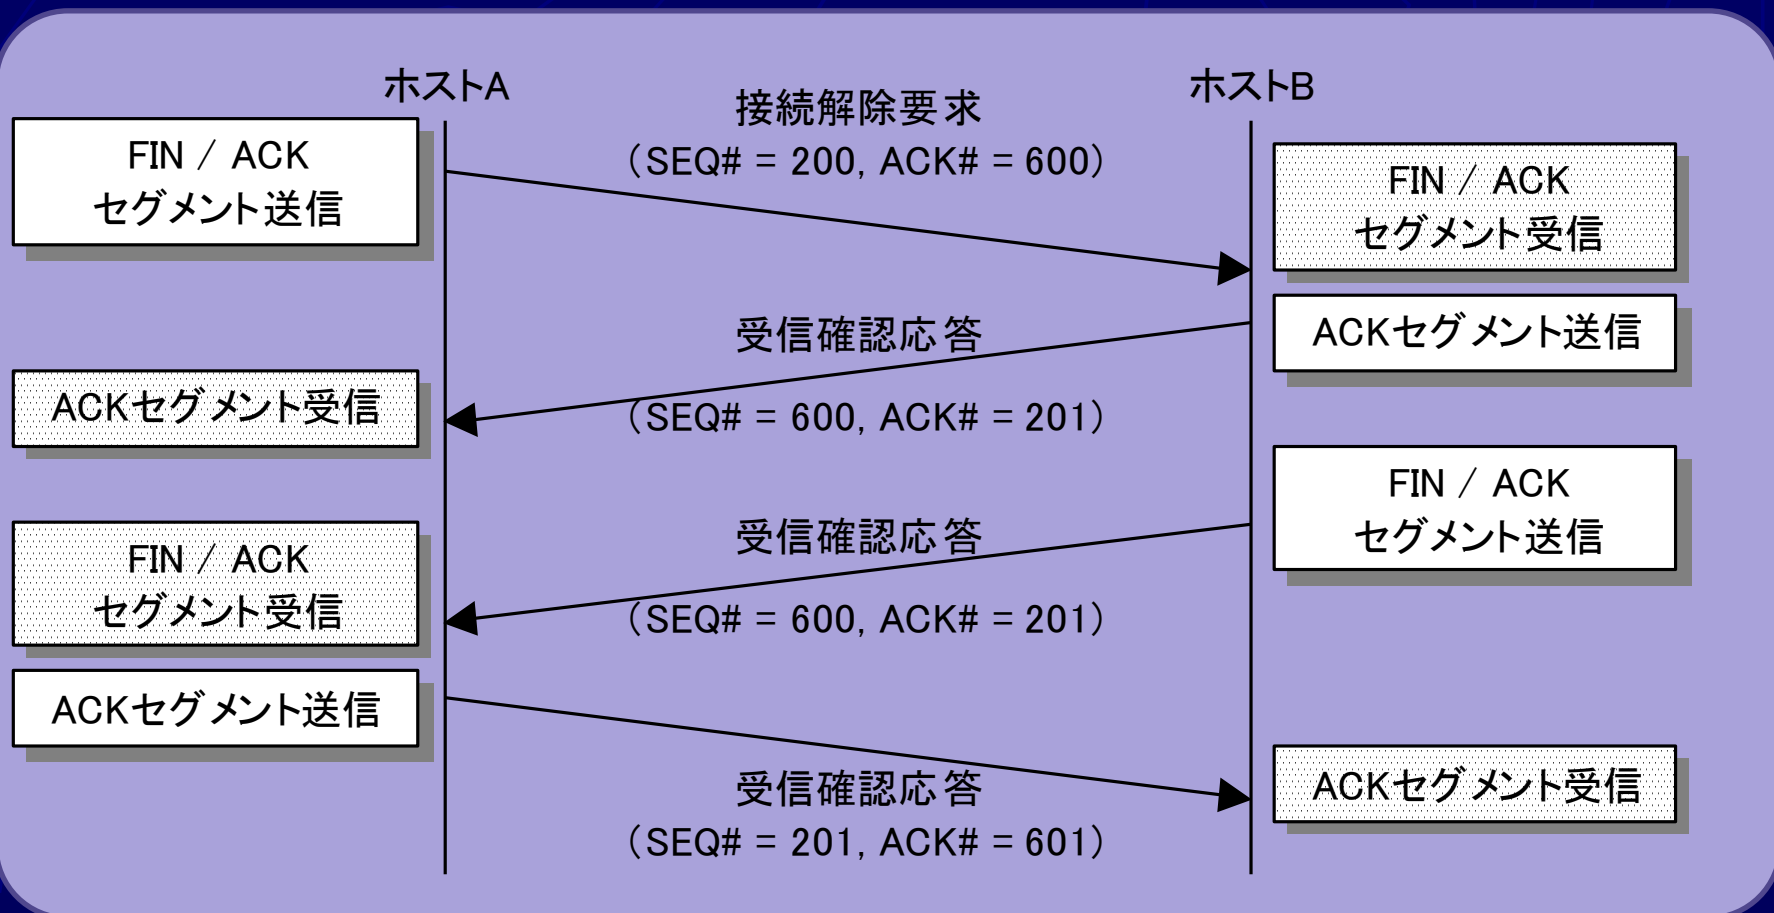 ホストA
ホストB
接続解除要求
(SEQ# = 200, ACK# = 600)
FIN / ACK
セグメント送信
FIN / ACK
セグメント受信
受信確認応答
ACKセグメント送信
ACKセグメント受信
(SEQ# = 600, ACK# = 201)
FIN / ACK
セグメント送信
受信確認応答
FIN / ACK
セグメント受信
(SEQ# = 600, ACK# = 201)
ACKセグメント送信
受信確認応答
ACKセグメント受信
(SEQ# = 201, ACK# = 601)